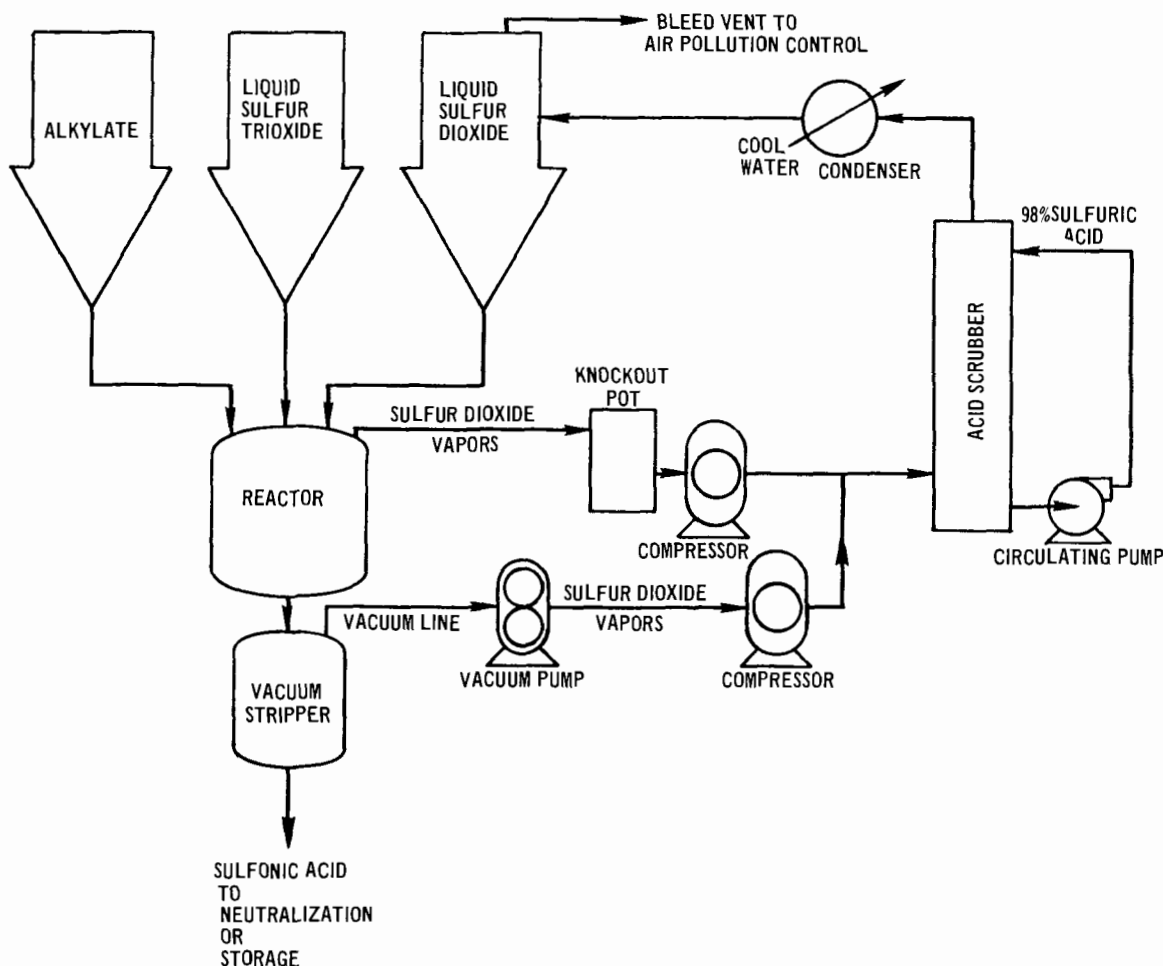 BLEED VENT TO
AIR POLLUTION CONTROL
ALKYLATE
LIQUID
SULFUR
TRIOXIDE
LIQUID
SULFUR
DIOXIDE
COOL
WATER
CONDENSER
98%SULFURIC
ACID
ACID SCRUBBER
KNOCKOUT
POT
SULFUR DIOXIDE
VAPORS
REACTOR
COMPRESSOR
CIRCULATING PUMP
VACUUM LINE
SULFUR DIOXIDE
VAPORS
VACUUM PUMP
COMPRESSOR
VACUUM
STRIPPER
SULFONIC ACID
TO
NEUTRALIZATION
OR
STORAGE